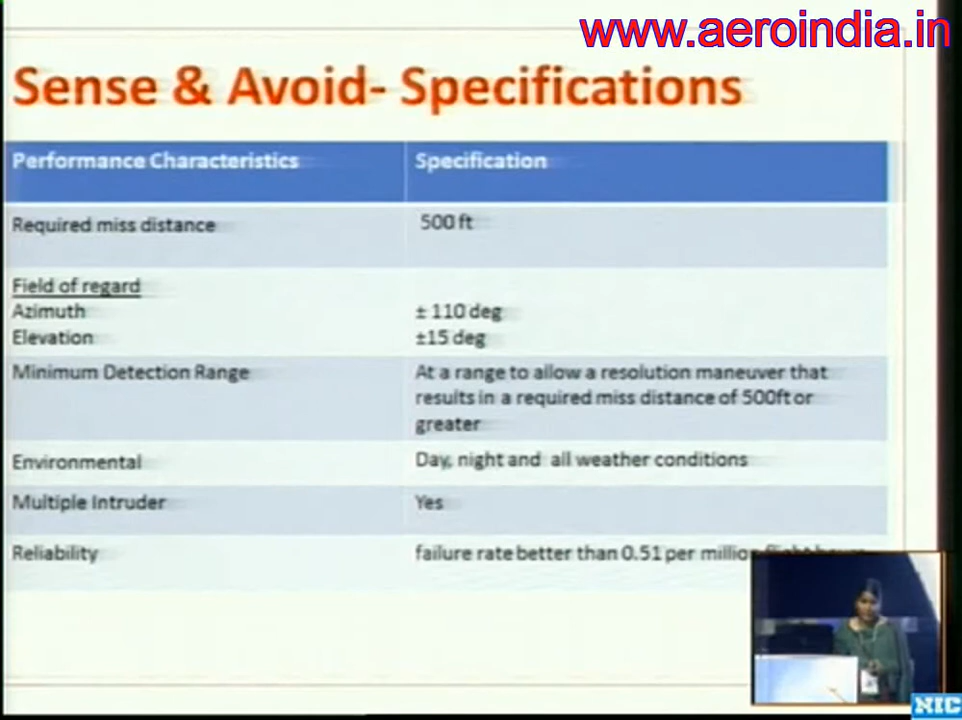 www.aeroindia.in
Sense & Avoid- Specifications
Performance Characteristics Specification
Required miss distance 500 ft
Field of regard
Azimuth ± 110 deg
Elevation ±15 deg
Minimum Detection Range At a range to allow a resolution maneuver that
results in a required miss distance of 500ft or
greater
Environmental Day, night and all weather conditions
Multiple Intruder Yes
Reliability failure rate better than 0.51 per million
NIC